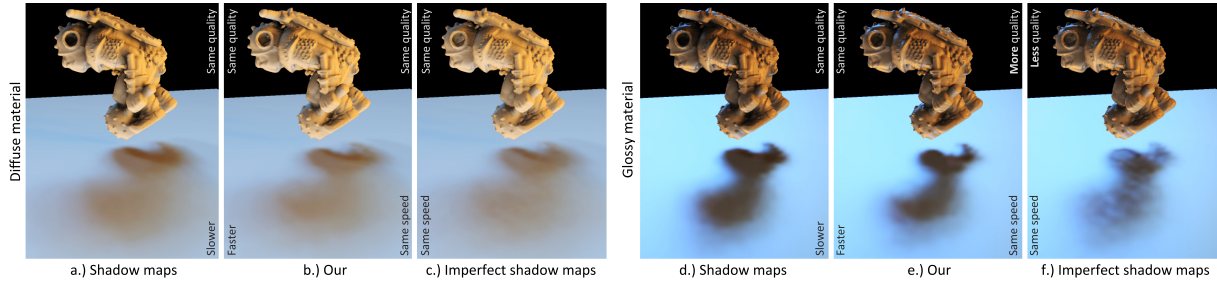 Diffuse material
Same quality
Slower
Same quality
Faster
Same quality
Same speed
Same quality
Same speed
a.) Shadow maps
b.) Our
c.) Imperfect shadow maps
Glossy material
Same quality
Slower
Same quality
Faster
More quality
Same speed
Less quality
d.) Shadow maps
e.) Our
f.) Imperfect shadow maps